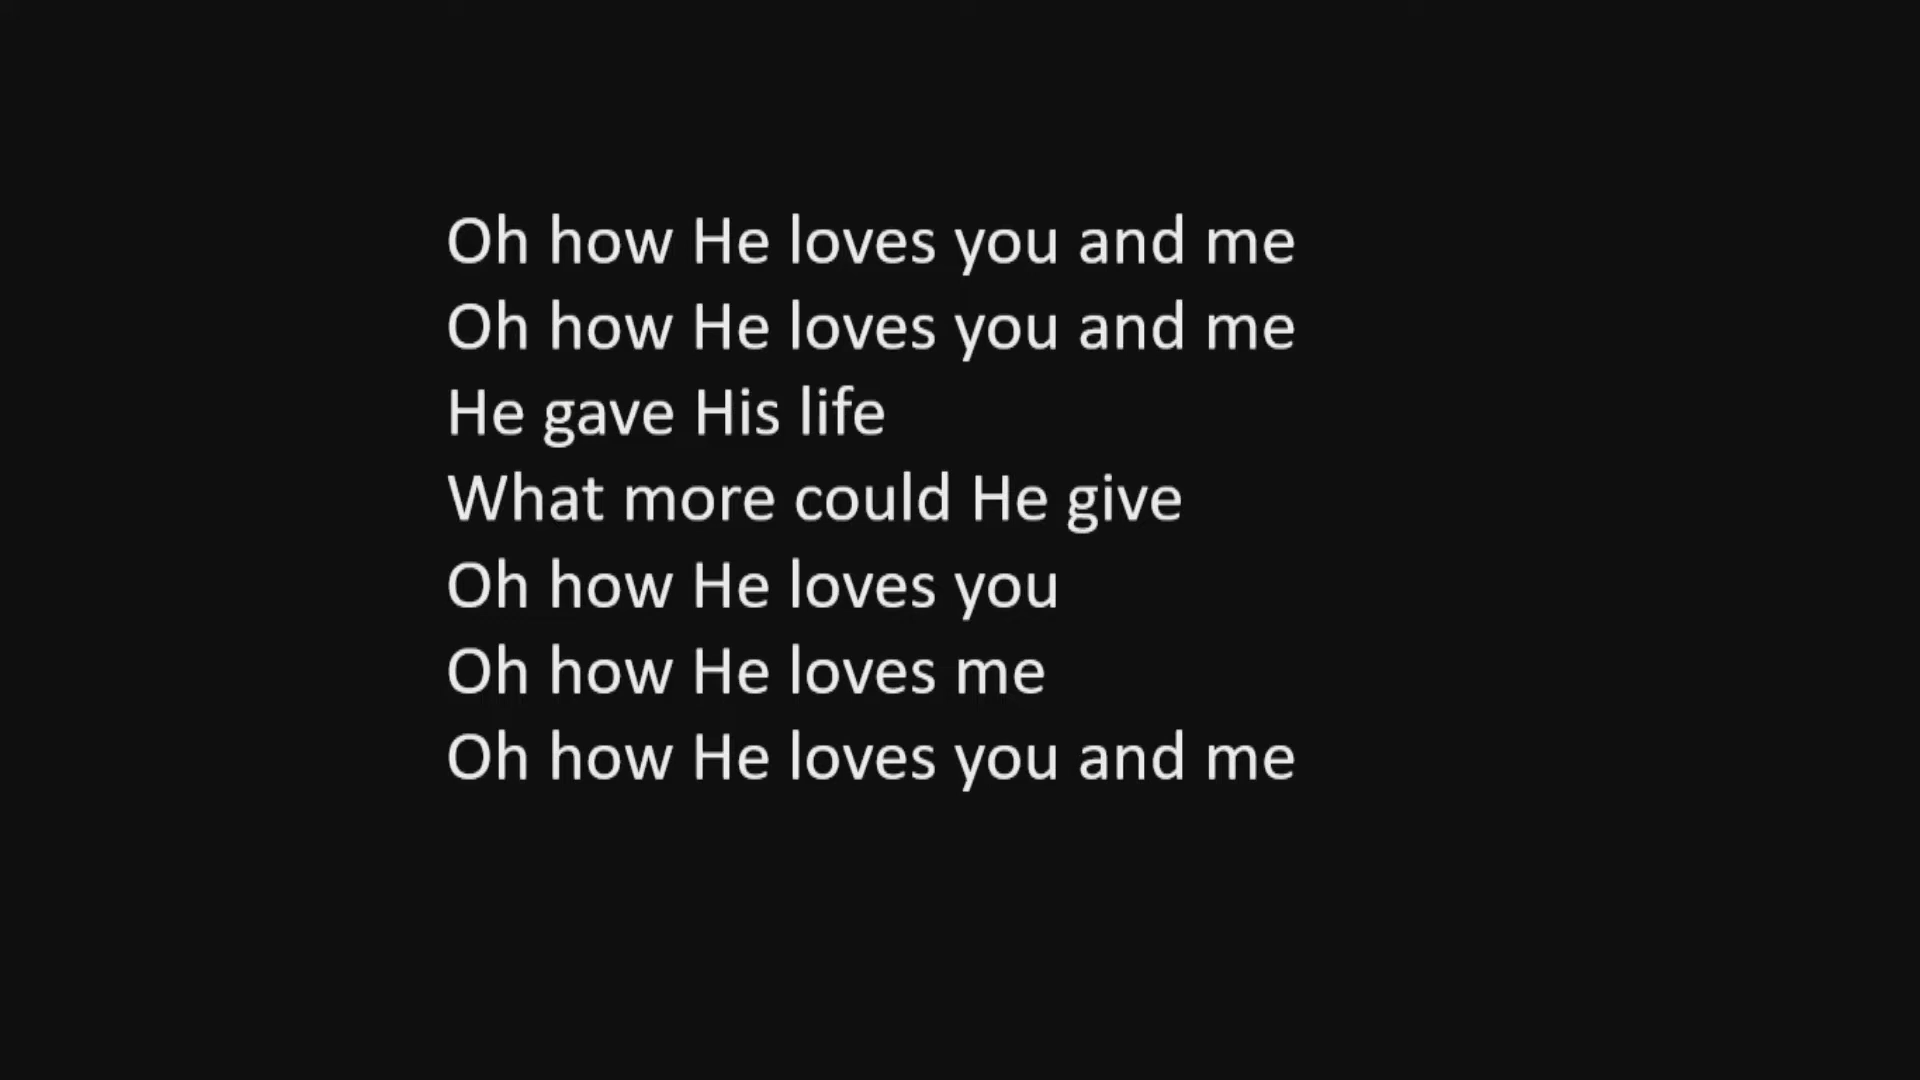 Oh how He loves you and me
Oh how He loves you and me
He gave His life
What more could He give
Oh how He loves you
Oh how He loves me
Oh how He loves you and me